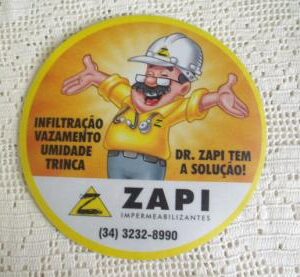 INFILTRAÇÃO
VAZAMENTO
UMIDADE
TRINCA
DR. ZAPI TEM
A SOLUÇÃO!
ZAPI
IMPERMEABILIZANTES
(34) 3232-8990